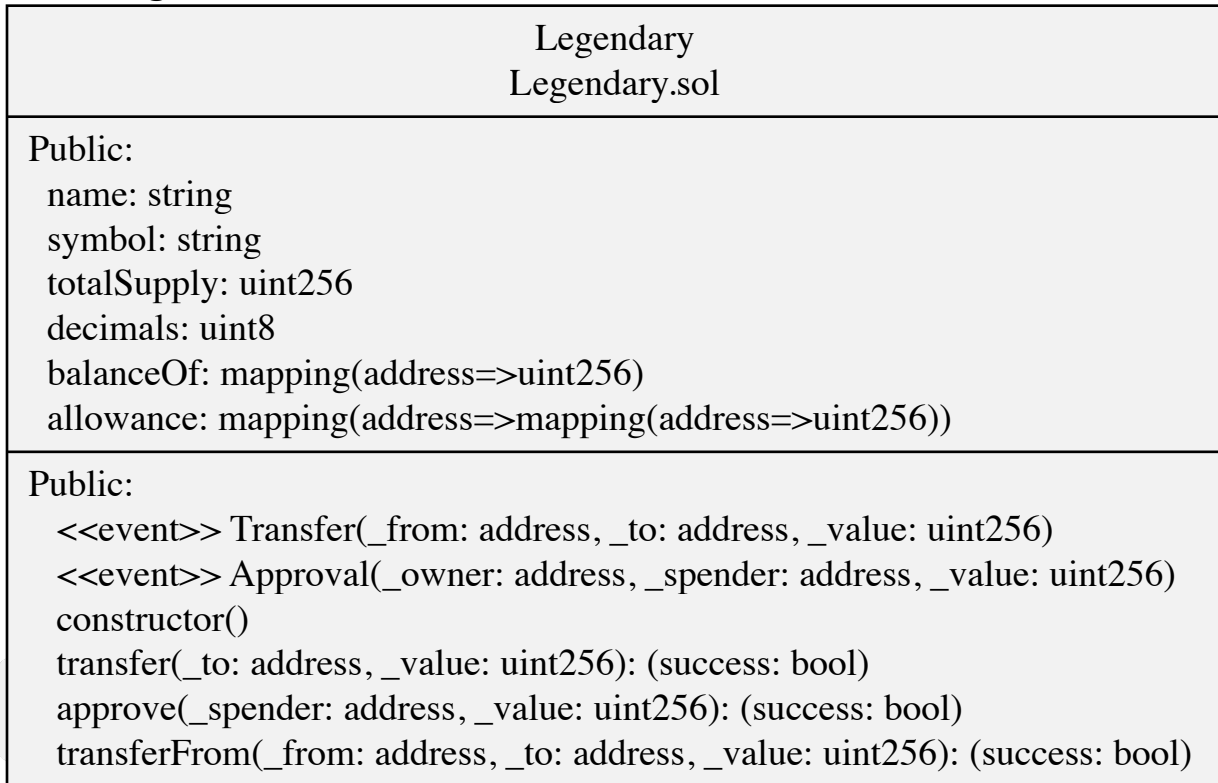 Legendary
Legendary.sol
Public:
name: string
symbol: string
totalSupply: uint256
decimals: uint8
balanceOf: mapping(address=>uint256)
allowance: mapping(address=>mapping(address=>uint256))
Public:
<<event>> Transfer(_from: address, _to: address, _value: uint256)
<<event>> Approval(_owner: address, _spender: address, _value: uint256)
constructor()
transfer(_to: address, _value: uint256): (success: bool)
approve(_spender: address, _value: uint256): (success: bool)
transferFrom(_from: address, _to: address, _value: uint256): (success: bool)